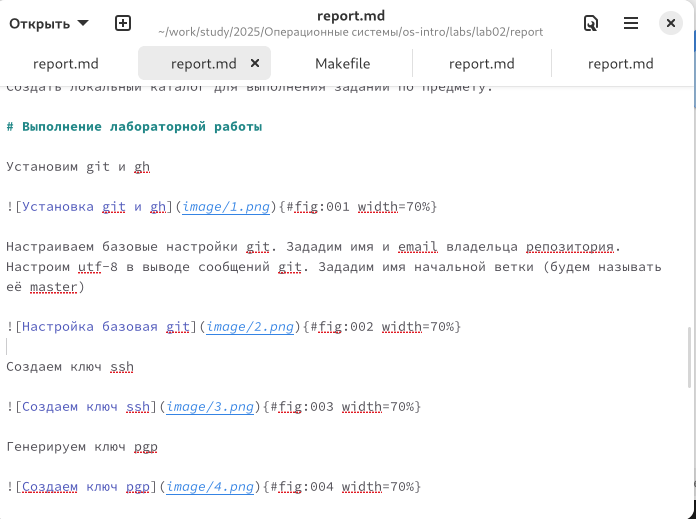 Открыть
report.md
~/work/study/2025/Операционные системы/os-intro/labs/lab02/report
report.md
report.md
Makefile
report.md
report.md
Создать локальный каталог для выполнения заданий по предмету.
# Выполнение лабораторной работы
Установим git и gh
![Установка git и gh](image/1.png){#fig:001 width=70%}
Настраиваем базовые настройки git. Зададим имя и email владельца репозитория.
Настроим utf-8 в выводе сообщений git. Зададим имя начальной ветки (будем называть
её master)
![Настройка базовая git](image/2.png){#fig:002 width=70%}
Создаем ключ ssh
![Создаем ключ ssh](image/3.png){#fig:003 width=70%}
Генерируем ключ pgp
![Создаем ключ pgp](image/4.png){#fig:004 width=70%}